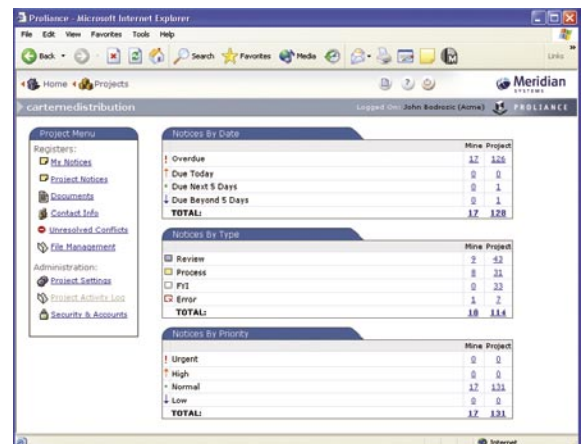 Proliance - Microsoft Internet Explorer
File Edit View Favorites Tools Help
Back Search Favorites Media Links
Home Projects Meridian
SYSTEMS
carternedistribution Logged On: John Bodrozic (Acme) PROLIANCE
Project Menu
Registers:
My Notices
Project Notices
Documents
Contact Info
Unresolved Conflicts
File Management
Administration:
Project Settings
Project Activity Log
Security & Accounts
Notices By Date
Mine Project
Overdue 17 126
Due Today 0 0
Due Next 5 Days 0 1
Due Beyond 5 Days 0 1
TOTAL: 17 128
Notices By Type
Mine Project
Review 9 43
Process 8 31
FYI 0 33
Error 1 7
TOTAL: 18 114
Notices By Priority
Mine Project
Urgent 0 0
High 0 0
Normal 17 131
Low 0 0
TOTAL: 17 131
Internet